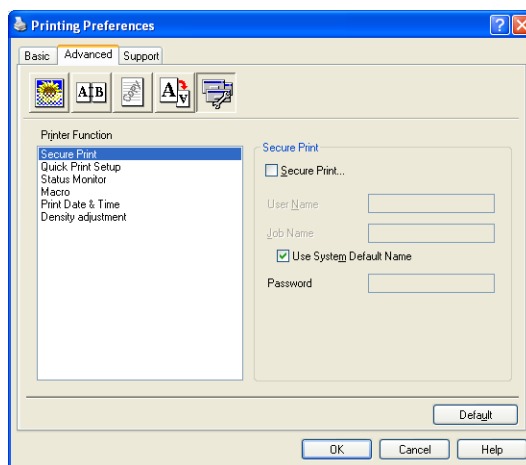 Printing Preferences
Basic Advanced Support
A B
A A
Printer Function
Secure Print
Quick Print Setup
Status Monitor
Macro
Print Date & Time
Density adjustment
Secure Print
Secure Print...
User Name
Job Name
Use System Default Name
Password
Default
OK Cancel Help